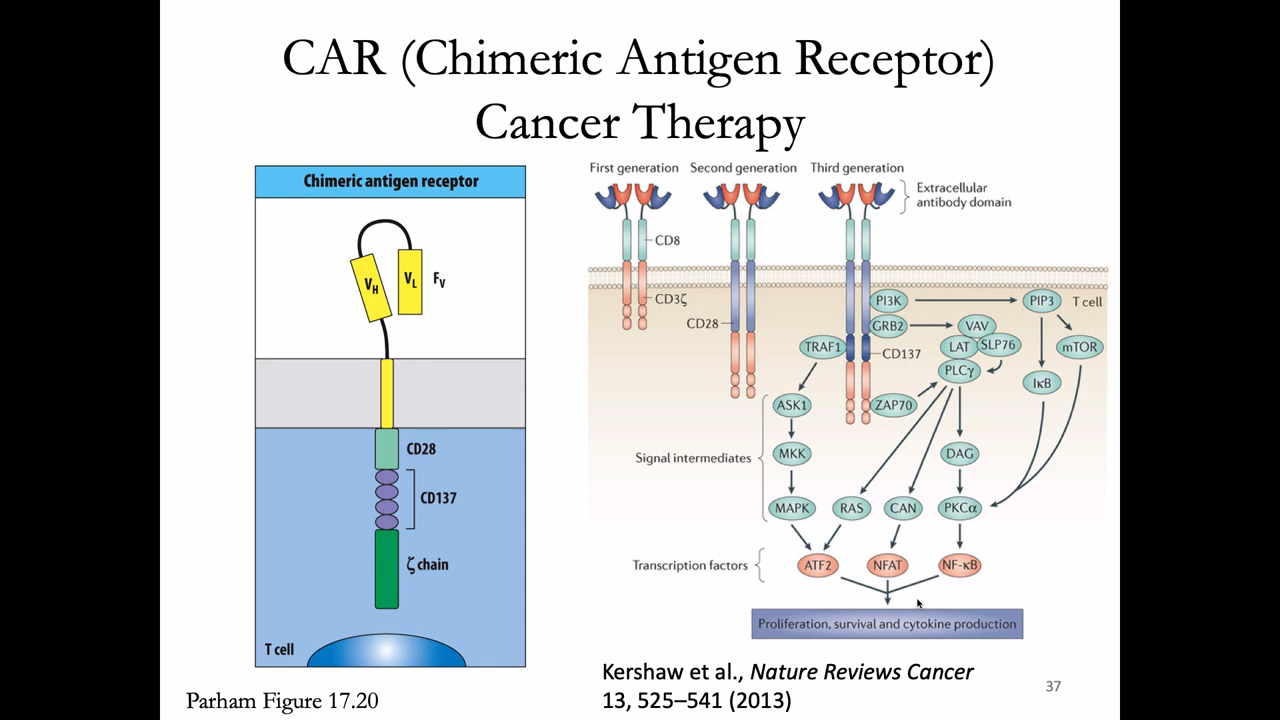 CAR (Chimeric Antigen Receptor)
Cancer Therapy
Chimeric antigen receptor
VH
VL
FV
CD28
CD137
ζ chain
T cell
Parham Figure 17.20
First generation
Second generation
Third generation
Extracellular
antibody domain
CD8
CD3ζ
CD28
PI3K
PIP3
T cell
GRB2
VAV
TRAF1
CD137
LAT
SLP76
mTOR
PLCγ
IκB
ASK1
ZAP70
Signal intermediates
MKK
DAG
MAPK
RAS
CAN
PKCα
Transcription factors
ATF2
NFAT
NF-κB
Proliferation, survival and cytokine production
Kershaw et al., Nature Reviews Cancer
13, 525–541 (2013)
37